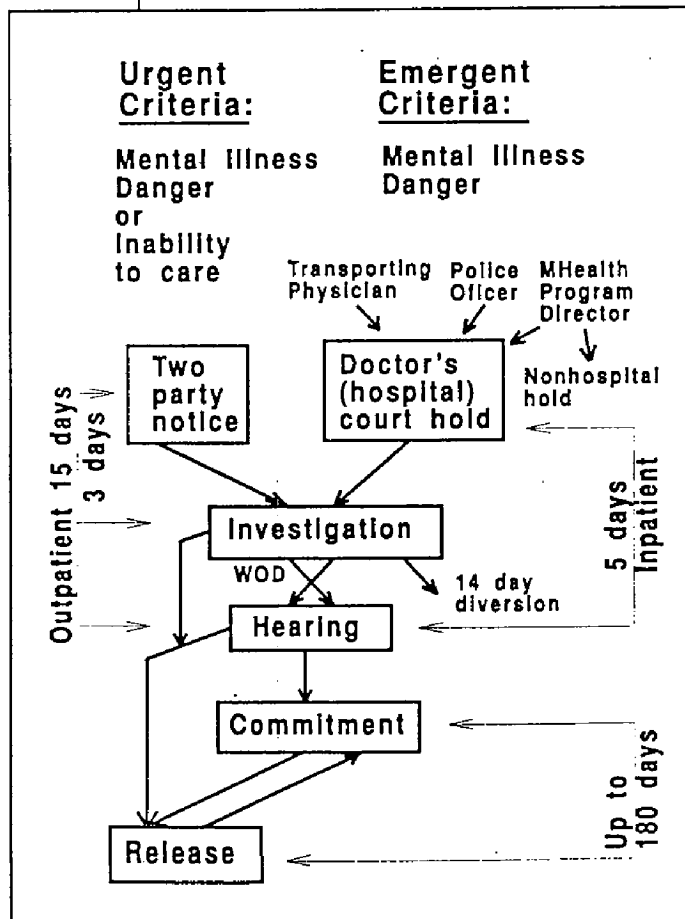 Urgent
Criteria:
Mental Illness
Danger
or
Inability
to care
Emergent
Criteria:
Mental Illness
Danger
Transporting
Physician
Police
Oficer
MHealth
Program
Director
Two
party
notice
Doctor's
(hospital)
court hold
Nonhospital
hold
Outpatient 15 days
3 days
Investigation
WOD
14 day
diversion
5 days
Inpatient
Hearing
Commitment
Up to
180 days
Release